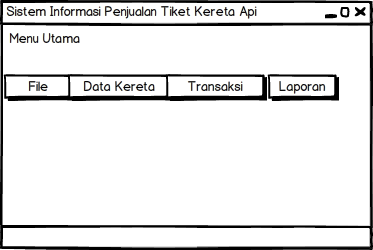 Sistem Informasi Penjualan Tiket Kereta Api
Menu Utama
File Data Kereta Transaksi Laporan